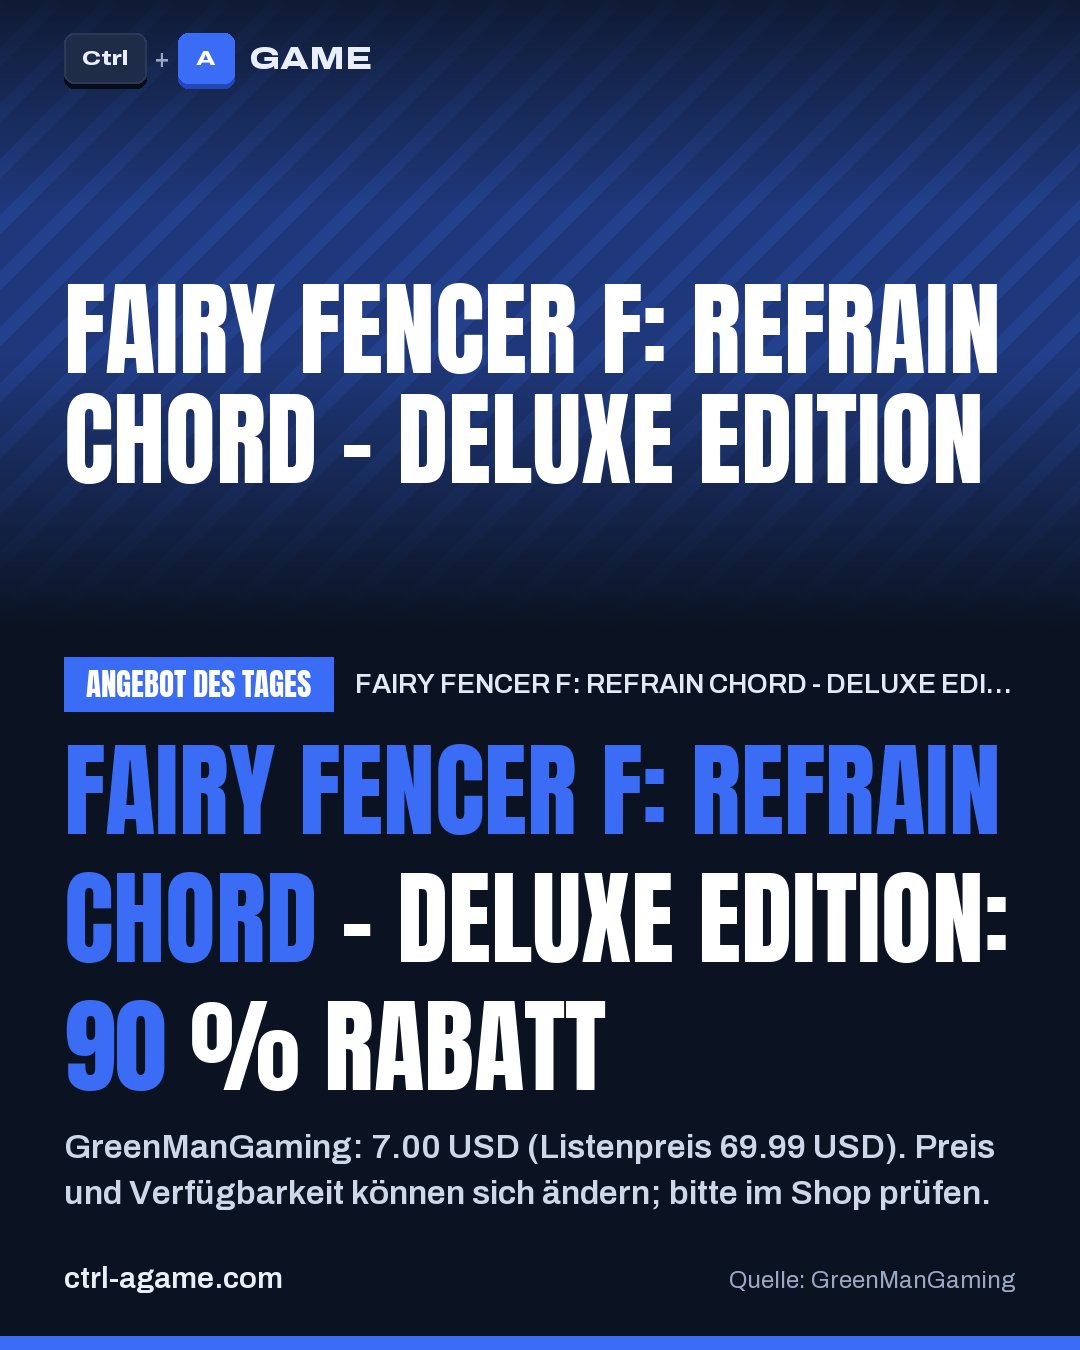 Ctrl + A GAME
FAIRY FENCER F: REFRAIN
CHORD - DELUXE EDITION
ANGEBOT DES TAGES FAIRY FENCER F: REFRAIN CHORD - DELUXE EDI...
FAIRY FENCER F: REFRAIN
CHORD - DELUXE EDITION:
90 % RABATT
GreenManGaming: 7.00 USD (Listenpreis 69.99 USD). Preis
und Verfügbarkeit können sich ändern; bitte im Shop prüfen.
ctrl-agame.com Quelle: GreenManGaming